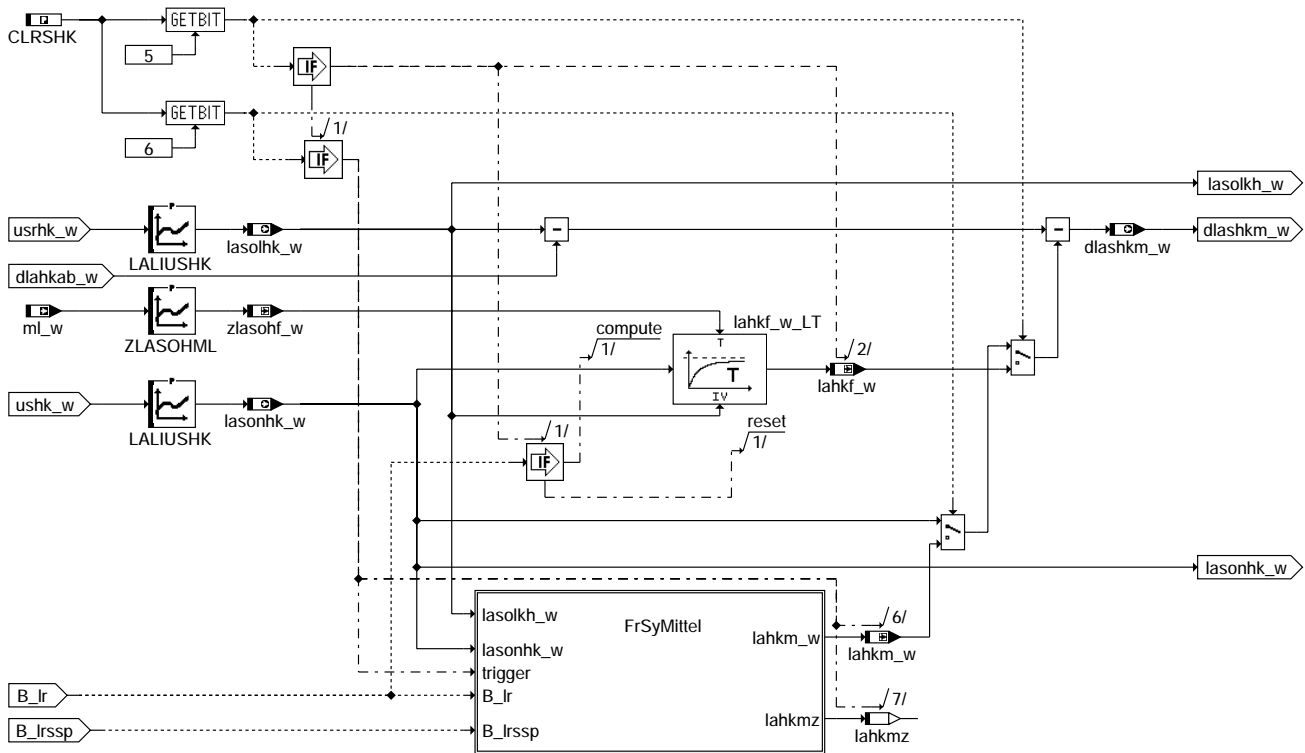 CLRSHK
GETBIT
5
IF
GETBIT
6
/1/
IF
lasolkh_w
usrhk_w
LALIUSHK
lasolhk_w
-
-
dlashkm_w
dlashkm_w
dlahkab_w
ml_w
ZLASOHML
zlasohf_w
compute
/1/
lahkf_w_LT
T
T
IV
/2/
lahkf_w
ushk_w
LALIUSHK
lasonhk_w
/1/
IF
reset
/1/
lasonhk_w
FrSyMittel
lasolkh_w
lasonhk_w
trigger
B_lr
B_lrssp
lahkm_w
lahkmz
/6/
lahkm_w
/7/
lahkmz
B_lr
B_lrssp